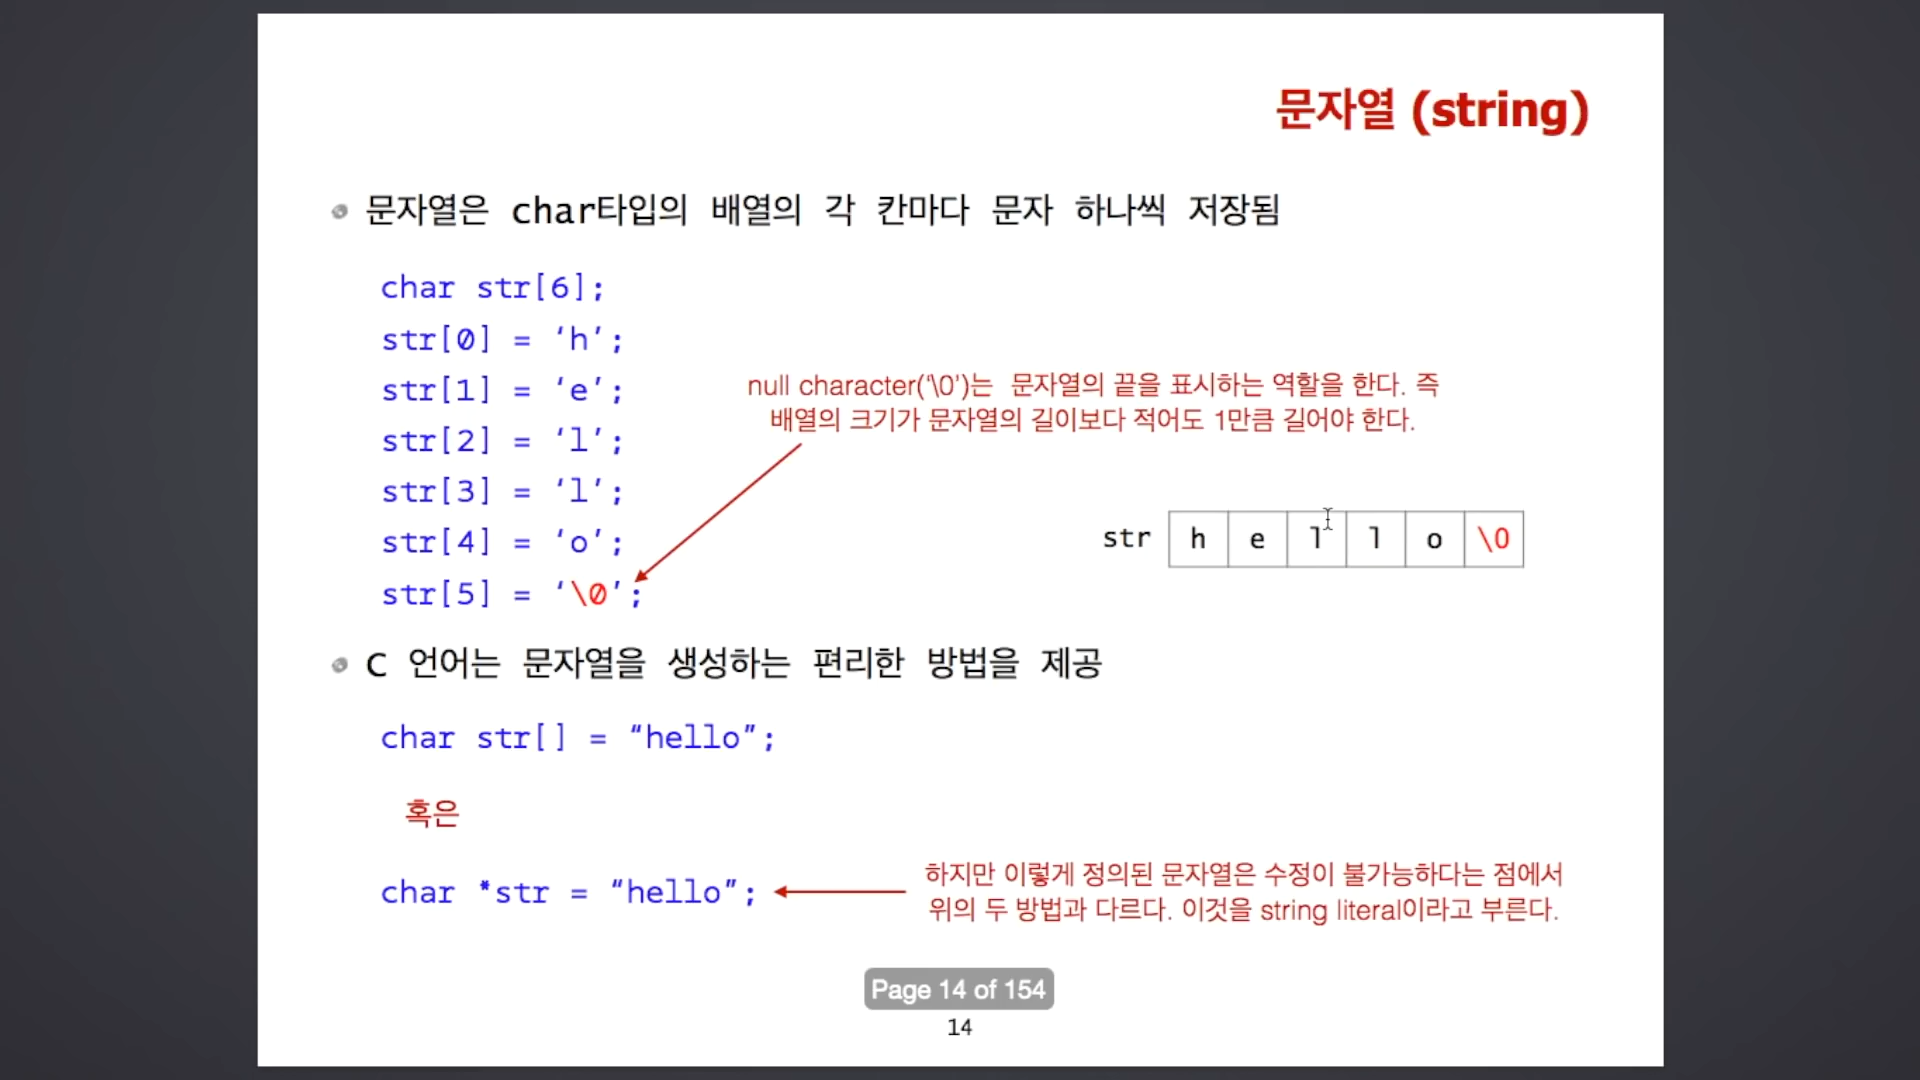 문자열 (string)
문자열은 char타입의 배열의 각 칸마다 문자 하나씩 저장됨
char str[6];
str[0] = ‘h’;
str[1] = ‘e’;
str[2] = ‘l’;
str[3] = ‘l’;
str[4] = ‘o’;
str[5] = ‘\0’;
null character('\0')는 문자열의 끝을 표시하는 역할을 한다. 즉
배열의 크기가 문자열의 길이보다 적어도 1만큼 길어야 한다.
str h e l l o \0
C 언어는 문자열을 생성하는 편리한 방법을 제공
char str[] = “hello”;
혹은
char *str = “hello”;
하지만 이렇게 정의된 문자열은 수정이 불가능하다는 점에서
위의 두 방법과 다르다. 이것을 string literal이라고 부른다.
Page 14 of 154
14